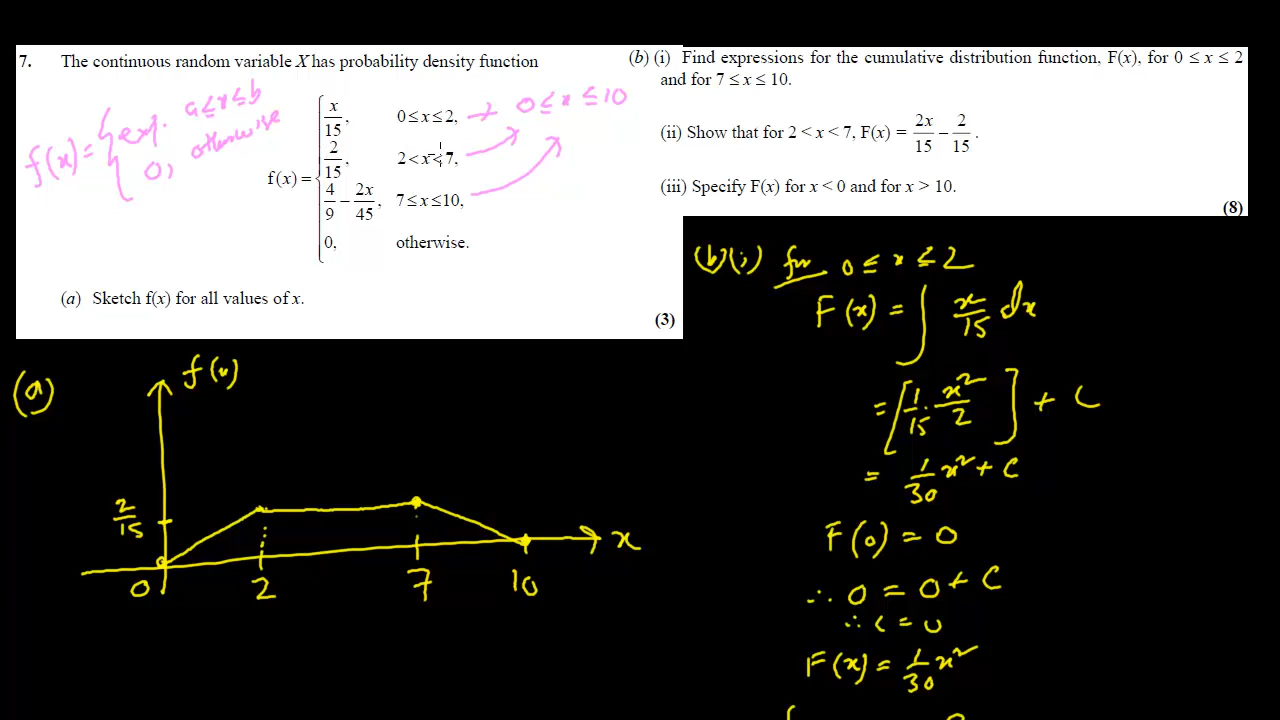 7. The continuous random variable X has probability density function
f(x) = { exp. a ≤ x ≤ b
0, otherwise
f(x) =
x/15, 0 ≤ x ≤ 2, → 0 ≤ x ≤ 10
2/15, 2 < x < 7,
4/9 − 2x/45, 7 ≤ x ≤ 10,
0, otherwise.
(a) Sketch f(x) for all values of x.
(3)
(b) (i) Find expressions for the cumulative distribution function, F(x), for 0 ≤ x ≤ 2
and for 7 ≤ x ≤ 10.
(ii) Show that for 2 < x < 7, F(x) = 2x/15 − 2/15 .
(iii) Specify F(x) for x < 0 and for x > 10.
(8)
(a)
f(x)
2/15
x
0 2 7 10
(b)(i) for 0 ≤ x ≤ 2
F(x) = ∫ x/15 dx
= [1/15 · x²/2] + C
= 1/30 x² + C
F(0) = 0
∴ 0 = 0 + C
∴ C = 0
F(x) = 1/30 x²